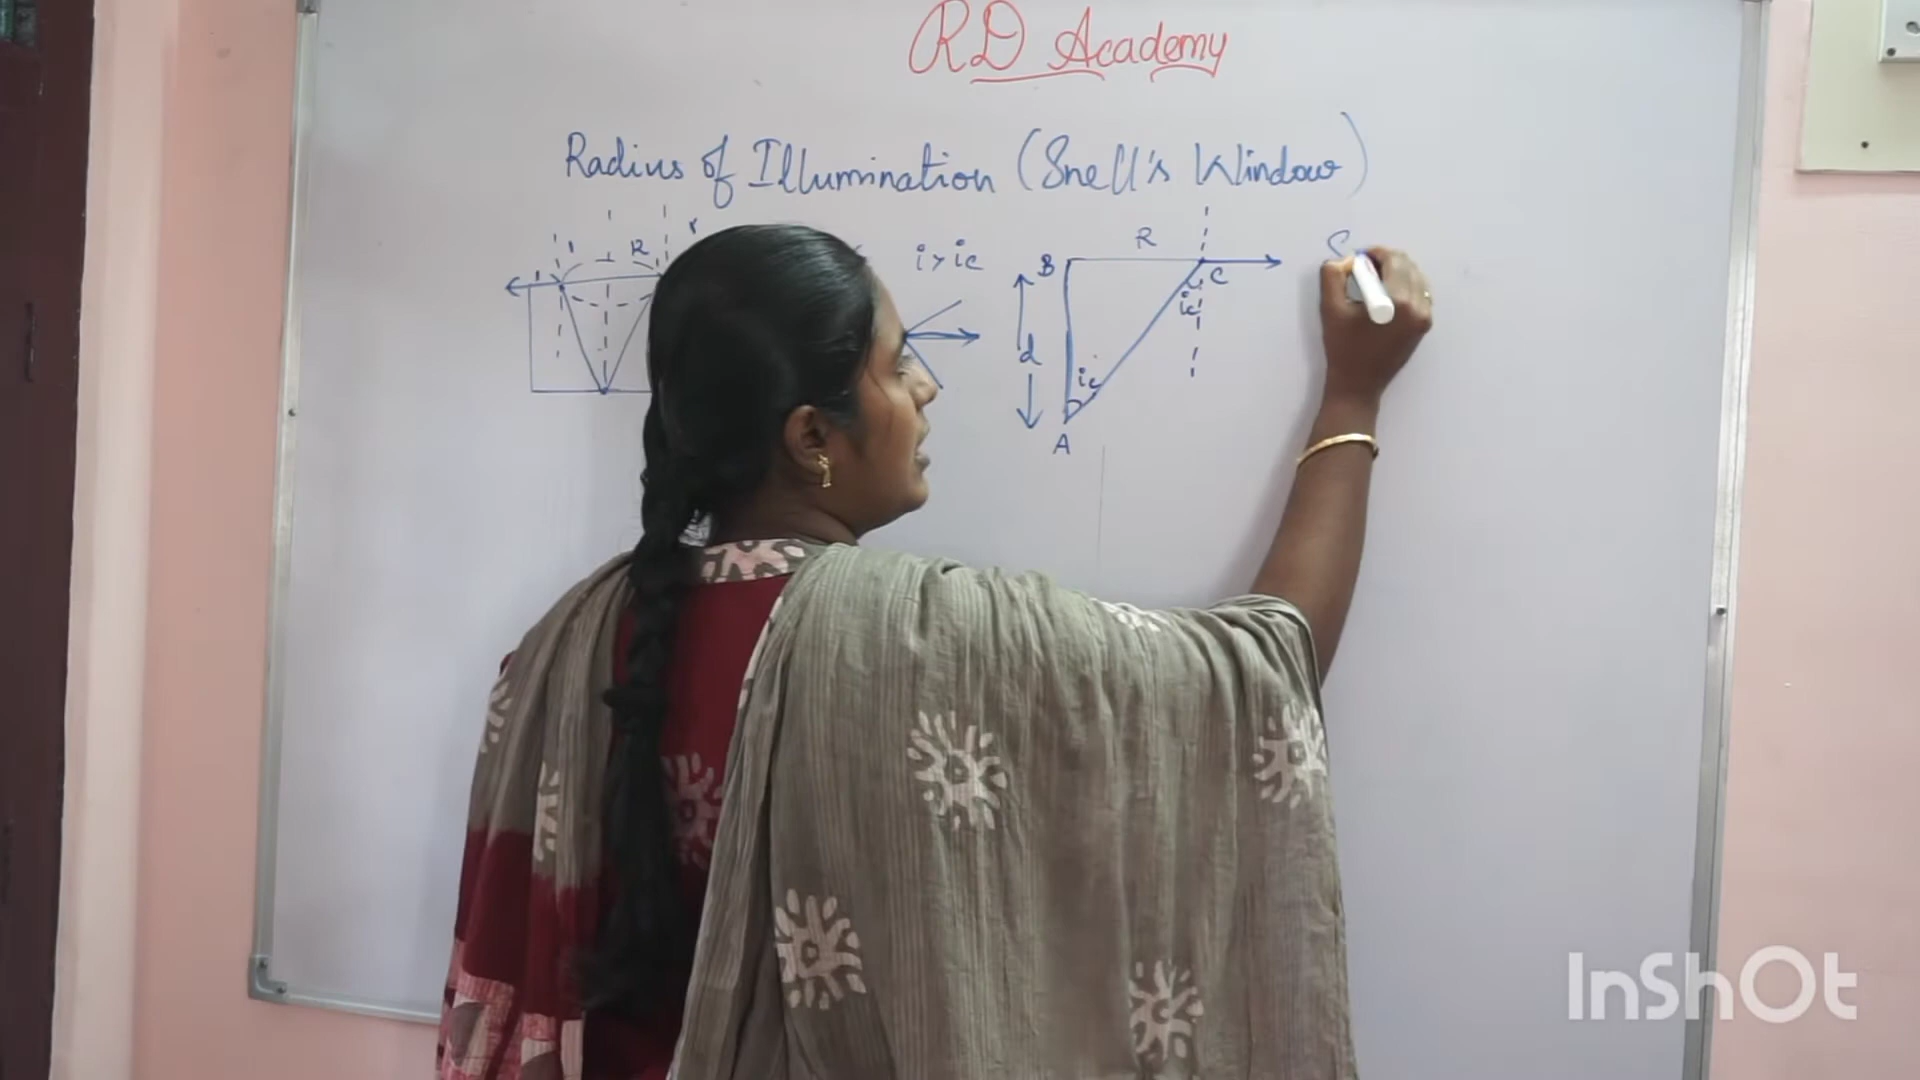 RD Academy
Radius of Illumination (Snell's Window)
R
i > ic
R
B
C
ic
d
ic
A
S
InShOt